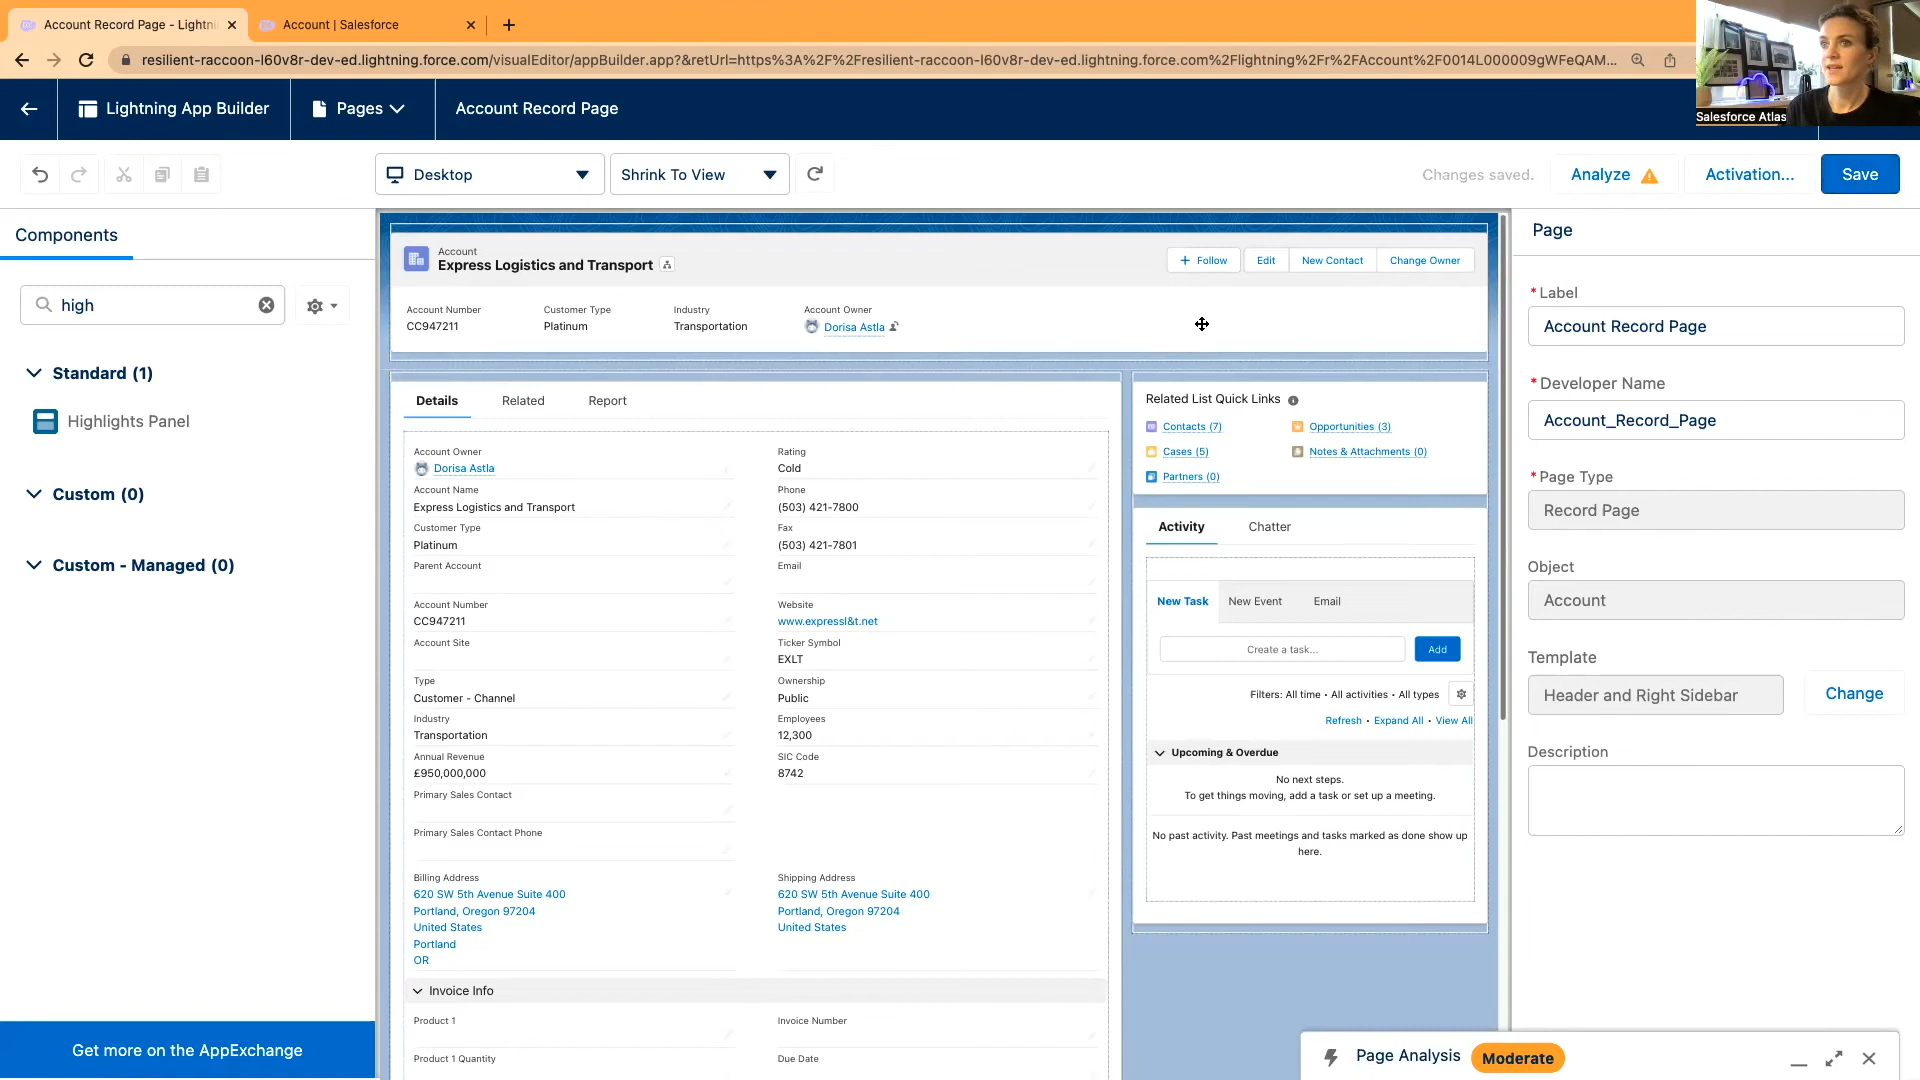 Account Record Page - Lightni
Account | Salesforce
resilient-raccoon-l60v8r-dev-ed.lightning.force.com/visualEditor/appBuilder.app?&retUrl=https%3A%2F%2Fresilient-raccoon-l60v8r-dev-ed.lightning.force.com%2Flightning%2Fr%2FAccount%2F0014L000009gWFeQAM...
Salesforce Atlas
Lightning App Builder
Pages
Account Record Page
Desktop
Shrink To View
Changes saved.
Analyze
Activation...
Save
Components
high
Standard (1)
Highlights Panel
Custom (0)
Custom - Managed (0)
Get more on the AppExchange
Account
Express Logistics and Transport
+ Follow
Edit
New Contact
Change Owner
Account Number
CC947211
Customer Type
Platinum
Industry
Transportation
Account Owner
Dorisa Astla
Details
Related
Report
Account Owner
Dorisa Astla
Rating
Cold
Account Name
Express Logistics and Transport
Phone
(503) 421-7800
Customer Type
Platinum
Fax
(503) 421-7801
Parent Account
Email
Account Number
CC947211
Website
www.expressl&t.net
Account Site
Ticker Symbol
EXLT
Type
Customer - Channel
Ownership
Public
Industry
Transportation
Employees
12,300
Annual Revenue
£950,000,000
SIC Code
8742
Primary Sales Contact
Primary Sales Contact Phone
Billing Address
620 SW 5th Avenue Suite 400
Portland, Oregon 97204
United States
Portland
OR
Shipping Address
620 SW 5th Avenue Suite 400
Portland, Oregon 97204
United States
Invoice Info
Product 1
Invoice Number
Product 1 Quantity
Due Date
Related List Quick Links
Contacts (7)
Opportunities (3)
Cases (5)
Notes & Attachments (0)
Partners (0)
Activity
Chatter
New Task
New Event
Email
Create a task...
Add
Filters: All time • All activities • All types
Refresh • Expand All • View All
Upcoming & Overdue
No next steps.
To get things moving, add a task or set up a meeting.
No past activity. Past meetings and tasks marked as done show up
here.
Page
* Label
Account Record Page
* Developer Name
Account_Record_Page
* Page Type
Record Page
Object
Account
Template
Header and Right Sidebar
Change
Description
Page Analysis
Moderate